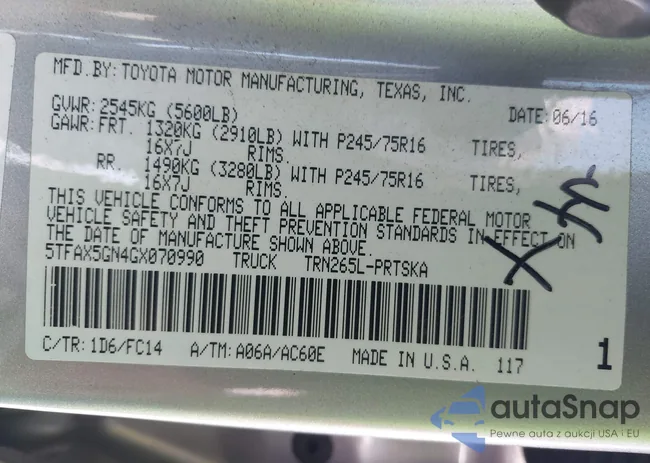 MFD.BY: TOYOTA MOTOR MANUFACTURING, TEXAS, INC.
GVWR: 2545KG (5600LB) DATE: 06/16
GAWR: FRT. 1320KG (2910LB) WITH P245/75R16 TIRES,
16X7J RIMS.
RR. 1490KG (3280LB) WITH P245/75R16 TIRES,
16X7J RIMS.
THIS VEHICLE CONFORMS TO ALL APPLICABLE FEDERAL MOTOR
VEHICLE SAFETY AND THEFT PREVENTION STANDARDS IN EFFECT ON
THE DATE OF MANUFACTURE SHOWN ABOVE.
5TFAX5GN4GX070990 TRUCK TRN265L-PRTSKA
C/TR: 1D6/FC14 A/TM: A06A/AC60E MADE IN U.S.A. 117 1
autaSnap
Pewne auta z aukcji USA i EU